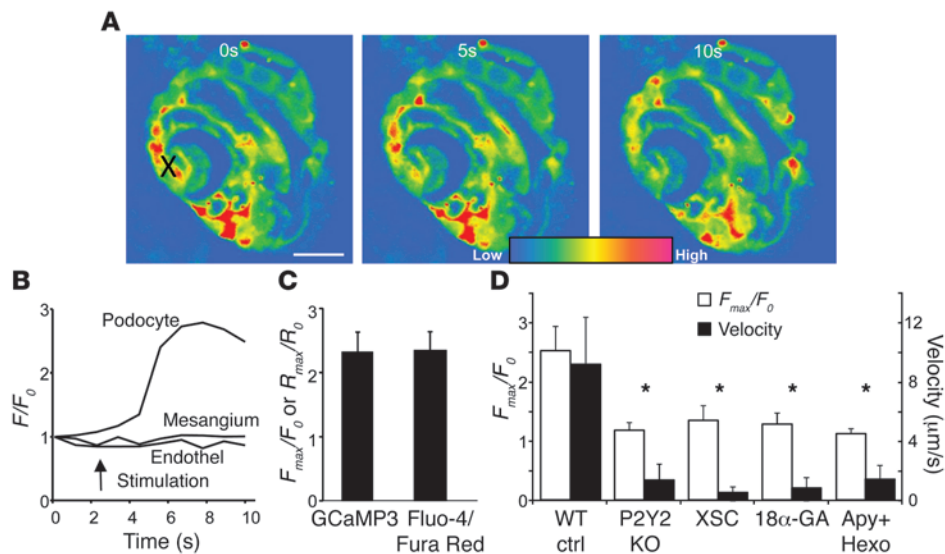 A
0s
5s
10s
X
Low
High
B
3
2
1
0
F/F0
Podocyte
Mesangium
Endothel
Stimulation
0 2 4 6 8 10
Time (s)
C
3
2
1
0
Fmax/F0 or Rmax/R0
GCaMP3
Fluo-4/
Fura Red
D
Fmax/F0
Velocity
3
2
1
0
Fmax/F0
12
8
4
0
Velocity (μm/s)
* * * *
WT
ctrl
P2Y2
KO
XSC
18α-GA
Apy+
Hexo